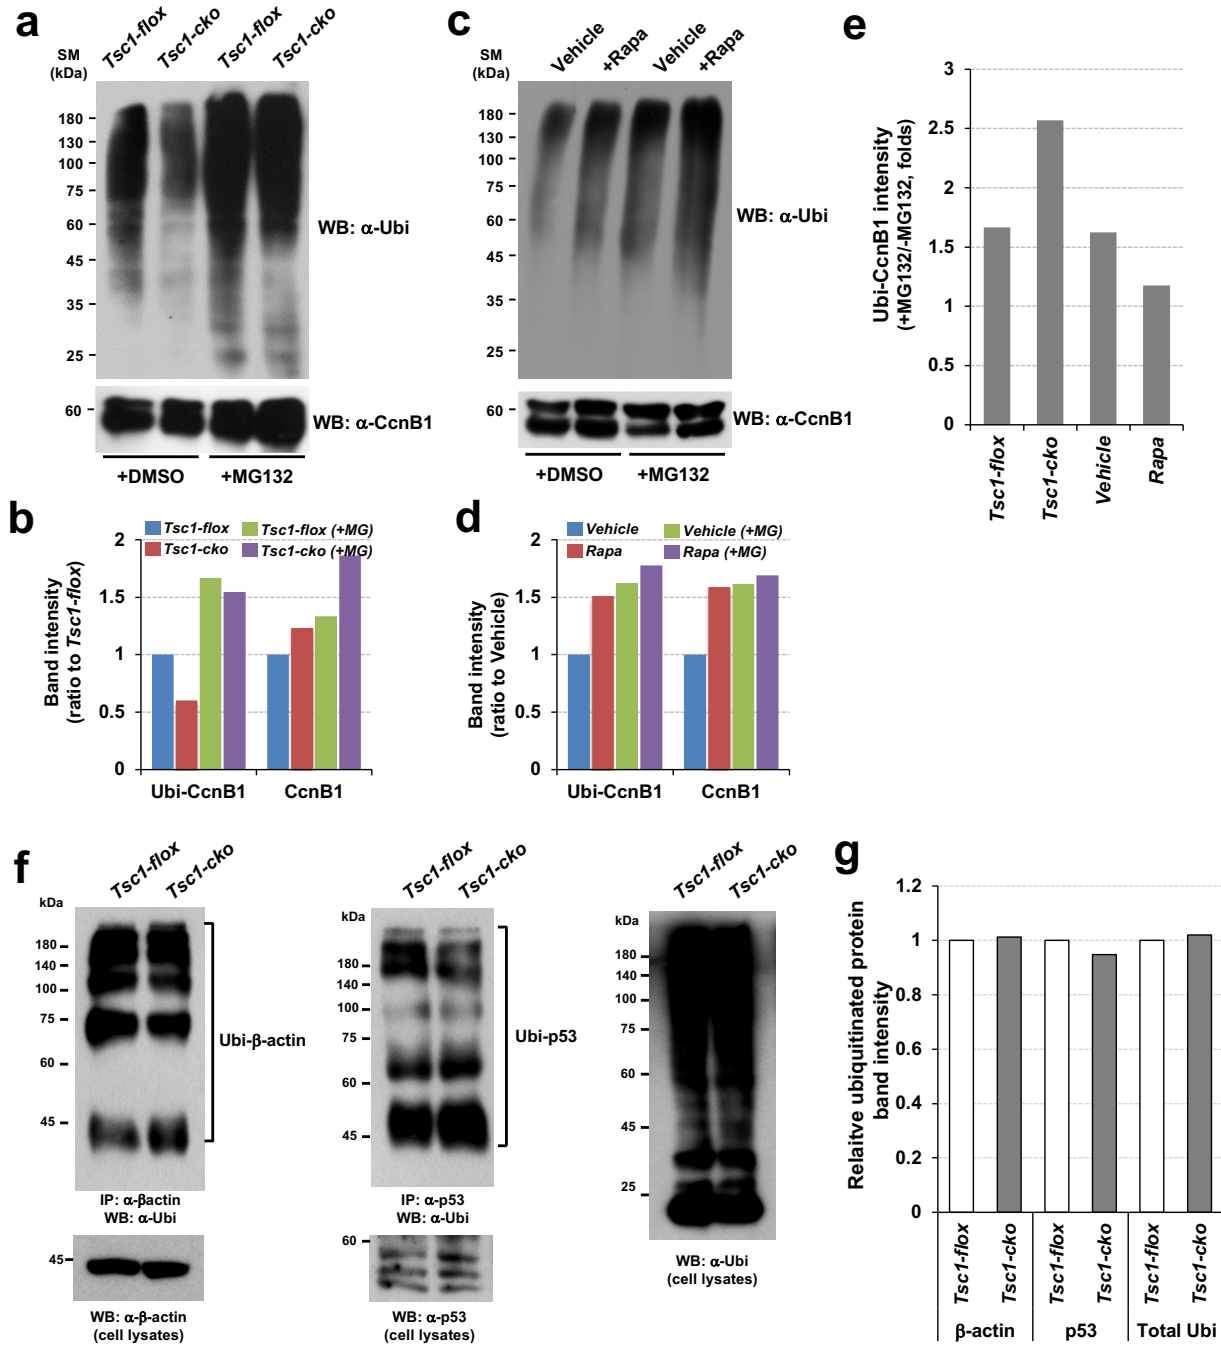 a
SM
(kDa)
Tsc1-flox
Tsc1-cko
Tsc1-flox
Tsc1-cko
180
130
100
75
60
45
35
25
WB: α-Ubi
60
WB: α-CcnB1
+DMSO
+MG132
c
SM
(kDa)
Vehicle
+Rapa
Vehicle
+Rapa
180
130
100
75
60
45
35
25
WB: α-Ubi
60
WB: α-CcnB1
+DMSO
+MG132
e
Ubi-CcnB1 intensity
(+MG132/-MG132, folds)
3
2.5
2
1.5
1
0.5
0
Tsc1-flox
Tsc1-cko
Vehicle
Rapa
b
Tsc1-flox
Tsc1-flox (+MG)
Tsc1-cko
Tsc1-cko (+MG)
Band intensity
(ratio to Tsc1-flox)
2
1.5
1
0.5
0
Ubi-CcnB1
CcnB1
d
Vehicle
Vehicle (+MG)
Rapa
Rapa (+MG)
Band intensity
(ratio to Vehicle)
2
1.5
1
0.5
0
Ubi-CcnB1
CcnB1
f
Tsc1-flox
Tsc1-cko
kDa
180
140
100
75
60
45
Ubi-β-actin
IP: α-βactin
WB: α-Ubi
45
WB: α-β-actin
(cell lysates)
Tsc1-flox
Tsc1-cko
kDa
180
140
100
75
60
45
Ubi-p53
IP: α-p53
WB: α-Ubi
60
WB: α-p53
(cell lysates)
Tsc1-flox
Tsc1-cko
kDa
180
140
100
75
60
45
25
WB: α-Ubi
(cell lysates)
g
Relaitve ubiquitinated protein
band intensity
1.2
1
0.8
0.6
0.4
0.2
0
Tsc1-flox
Tsc1-cko
Tsc1-flox
Tsc1-cko
Tsc1-flox
Tsc1-cko
β-actin
p53
Total Ubi